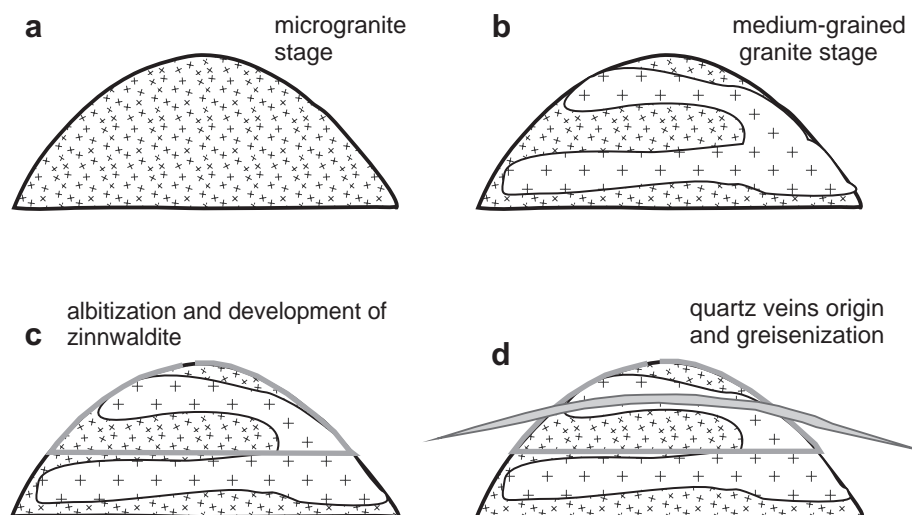 a
microgranite
stage
b
medium-grained
granite stage
c
albitization and development of
zinnwaldite
d
quartz veins origin
and greisenization